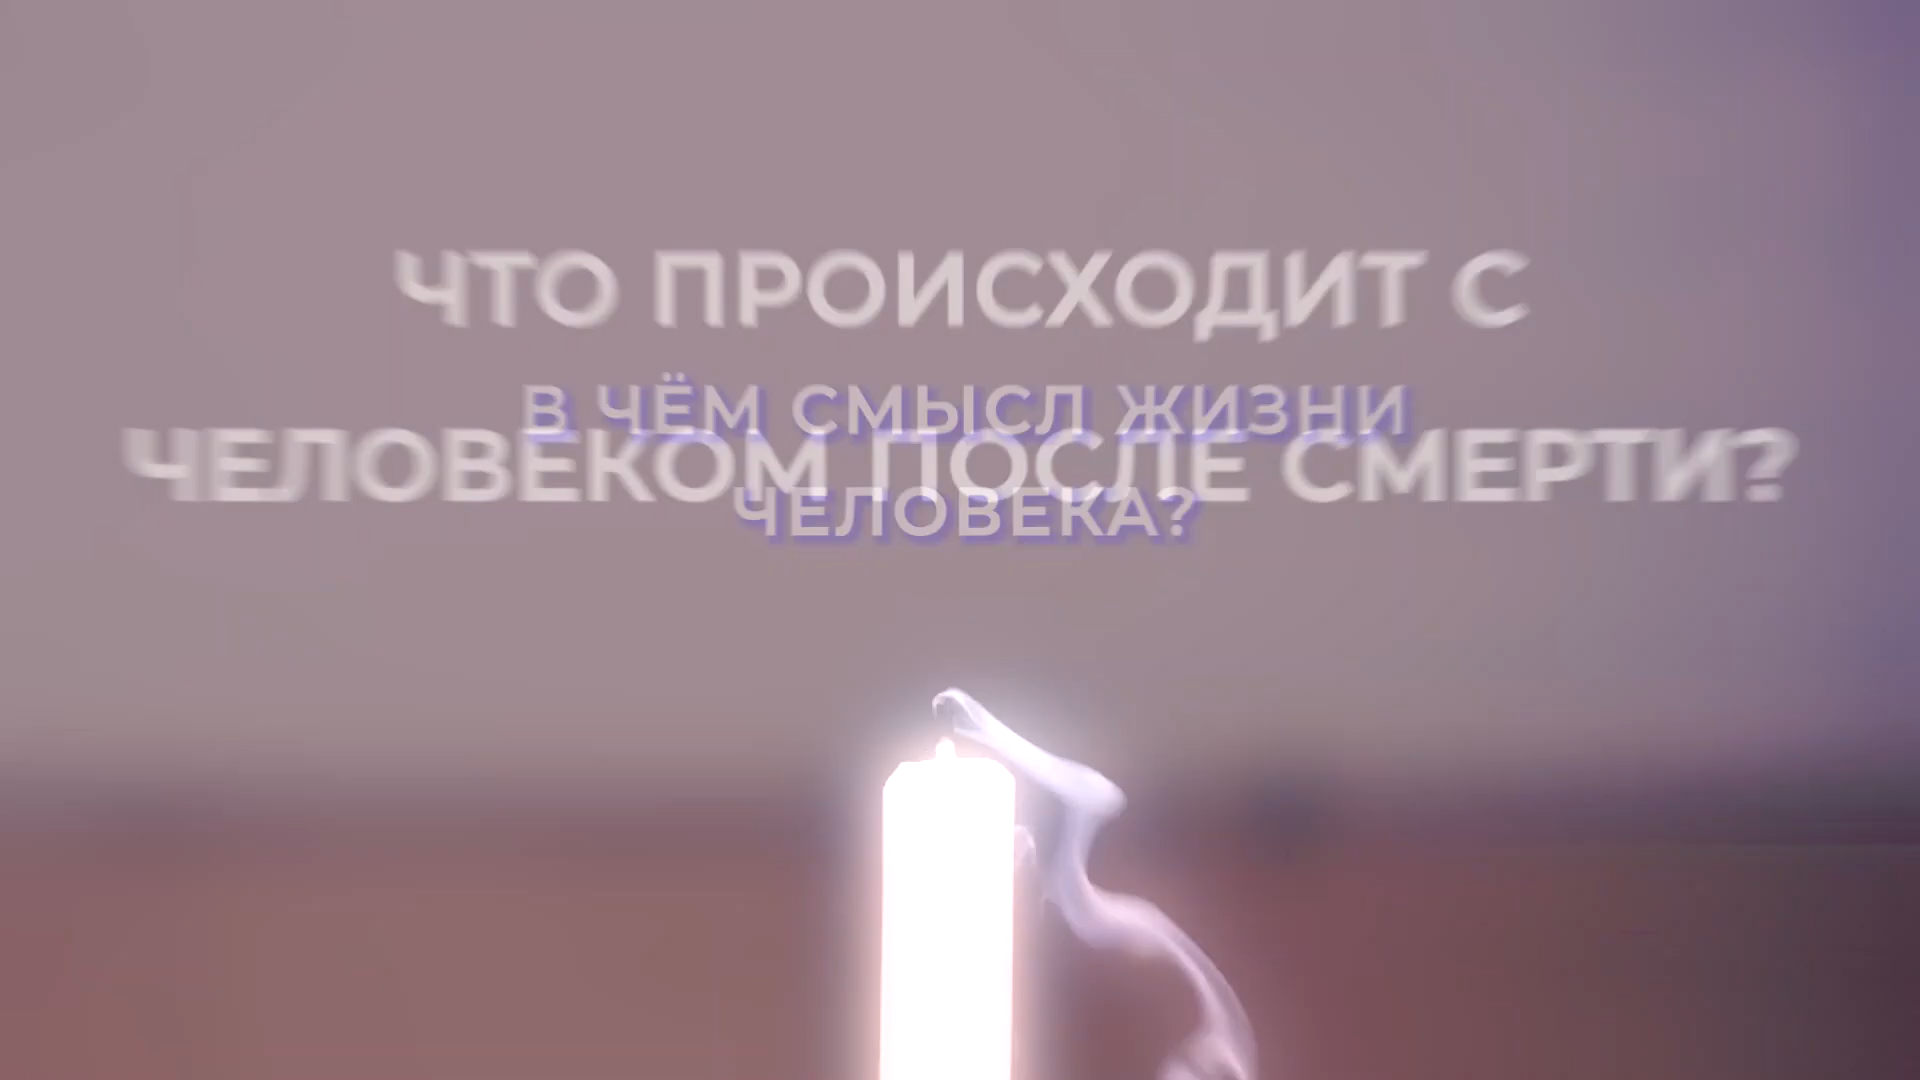 ЧТО ПРОИСХОДИТ С
ЧЕЛОВЕКОМ ПОСЛЕ СМЕРТИ?
В ЧЁМ СМЫСЛ ЖИЗНИ
ЧЕЛОВЕКА?